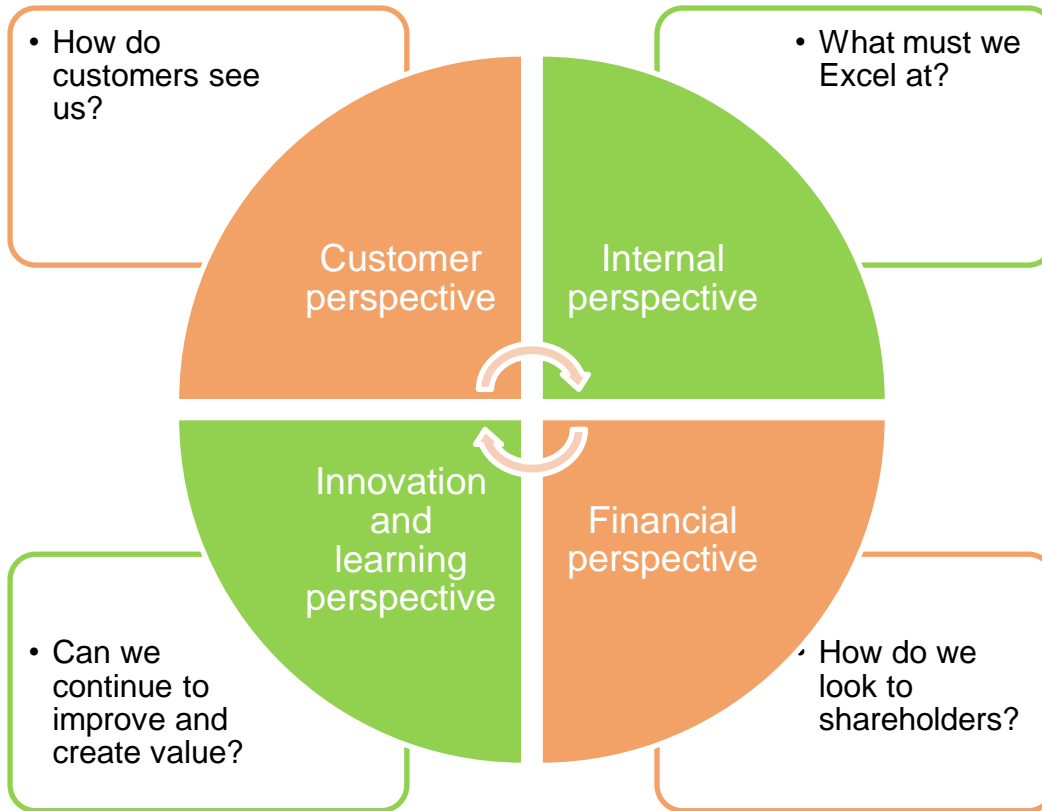 • How do
customers see
us?
• What must we
Excel at?
Customer
perspective
Internal
perspective
Innovation
and
learning
perspective
Financial
perspective
• Can we
continue to
improve and
create value?
• How do we
look to
shareholders?